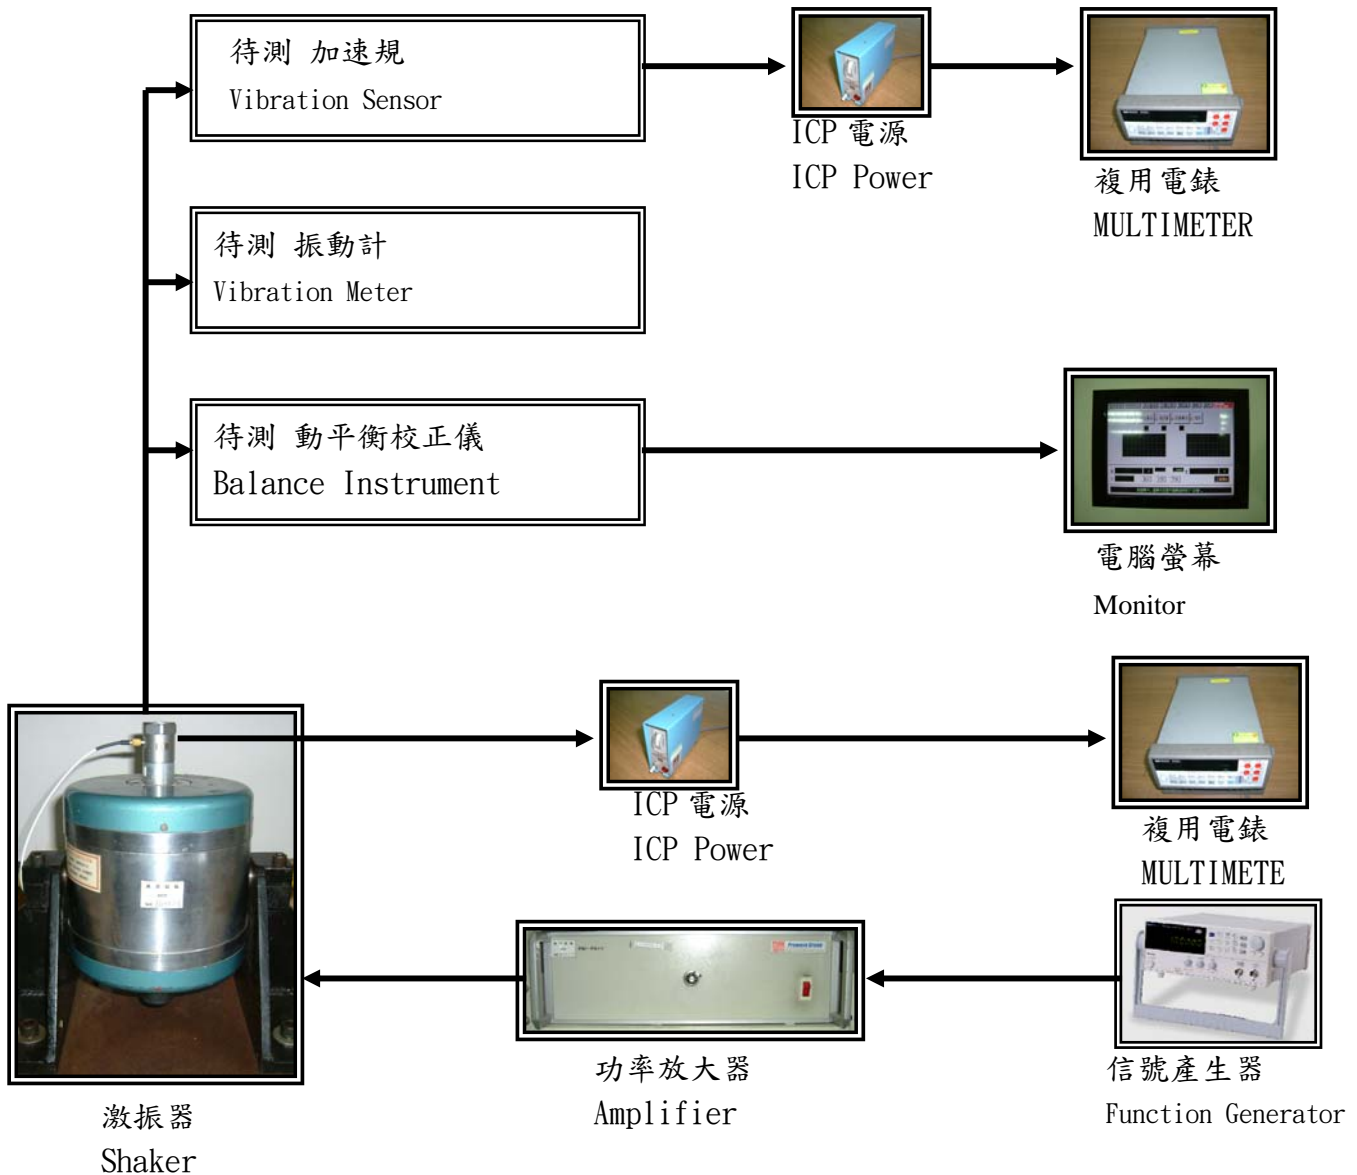 待測 加速規
Vibration Sensor
ICP 電源
ICP Power
複用電錶
MULTIMETER
待測 振動計
Vibration Meter
待測 動平衡校正儀
Balance Instrument
電腦螢幕
Monitor
ICP 電源
ICP Power
複用電錶
MULTIMETE
功率放大器
Amplifier
信號產生器
Function Generator
激振器
Shaker